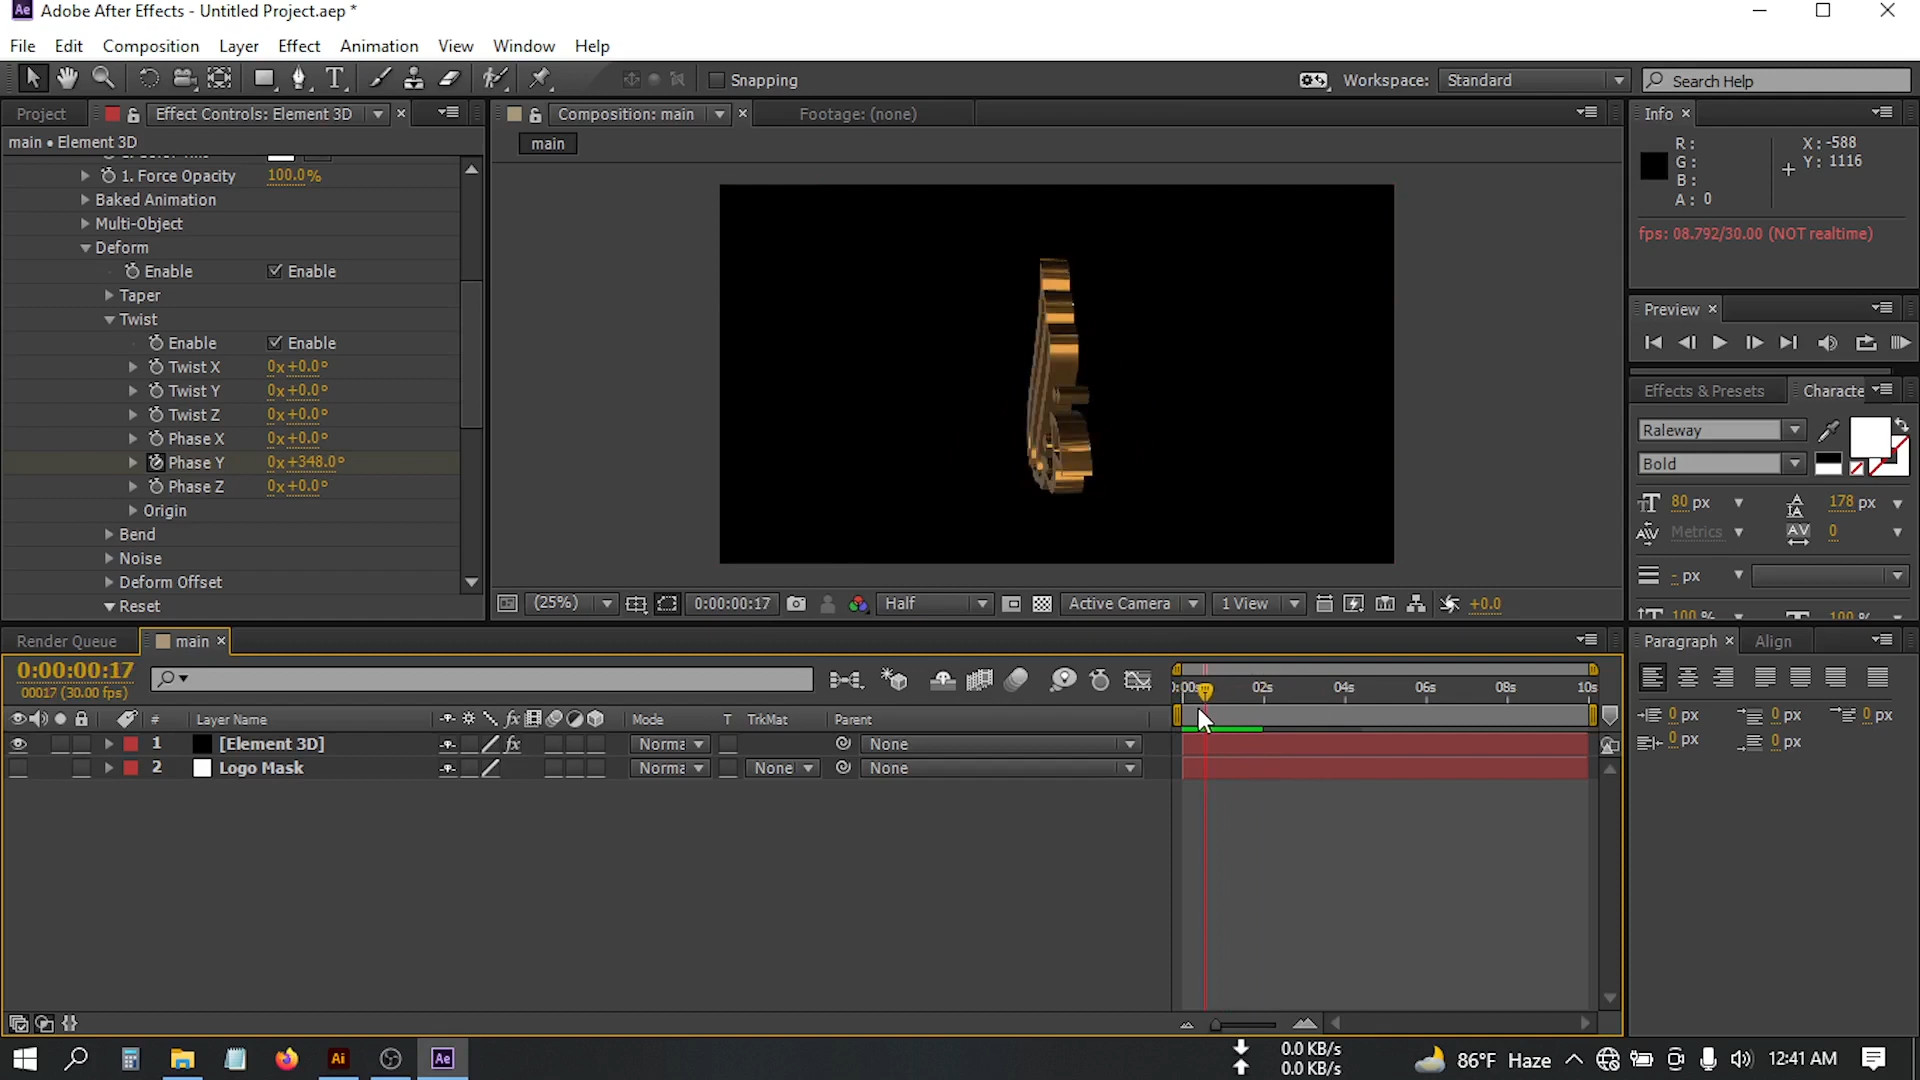 Adobe After Effects - Untitled Project.aep *
File Edit Composition Layer Effect Animation View Window Help
Snapping
Workspace: Standard
Search Help
Project
Effect Controls: Element 3D
Composition: main
Footage: (none)
Info
main • Element 3D
main
R:
G:
B:
A: 0
X: -588
Y: 1116
fps: 08.792/30.00 (NOT realtime)
1. Force Opacity 100.0%
Baked Animation
Multi-Object
Deform
Enable Enable
Taper
Twist
Enable Enable
Twist X 0x+0.0°
Twist Y 0x+0.0°
Twist Z 0x+0.0°
Phase X 0x+0.0°
Phase Y 0x+348.0°
Phase Z 0x+0.0°
Origin
Bend
Noise
Deform Offset
Reset
Preview
Effects & Presets
Characte
Raleway
Bold
80 px
178 px
Metrics
0
- px
100 %
100 %
(25%)
0:00:00:17
Half
Active Camera
1 View
+0.0
Render Queue
main
0:00:00:17
00017 (30.00 fps)
# Layer Name Mode T TrkMat Parent
1 [Element 3D] Norma None
2 Logo Mask Norma None None
02s 04s 06s 08s 10s
Paragraph
Align
0 px 0 px 0 px
0 px 0 px
Ai
Ae
0.0 KB/s
0.0 KB/s
86°F Haze
12:41 AM